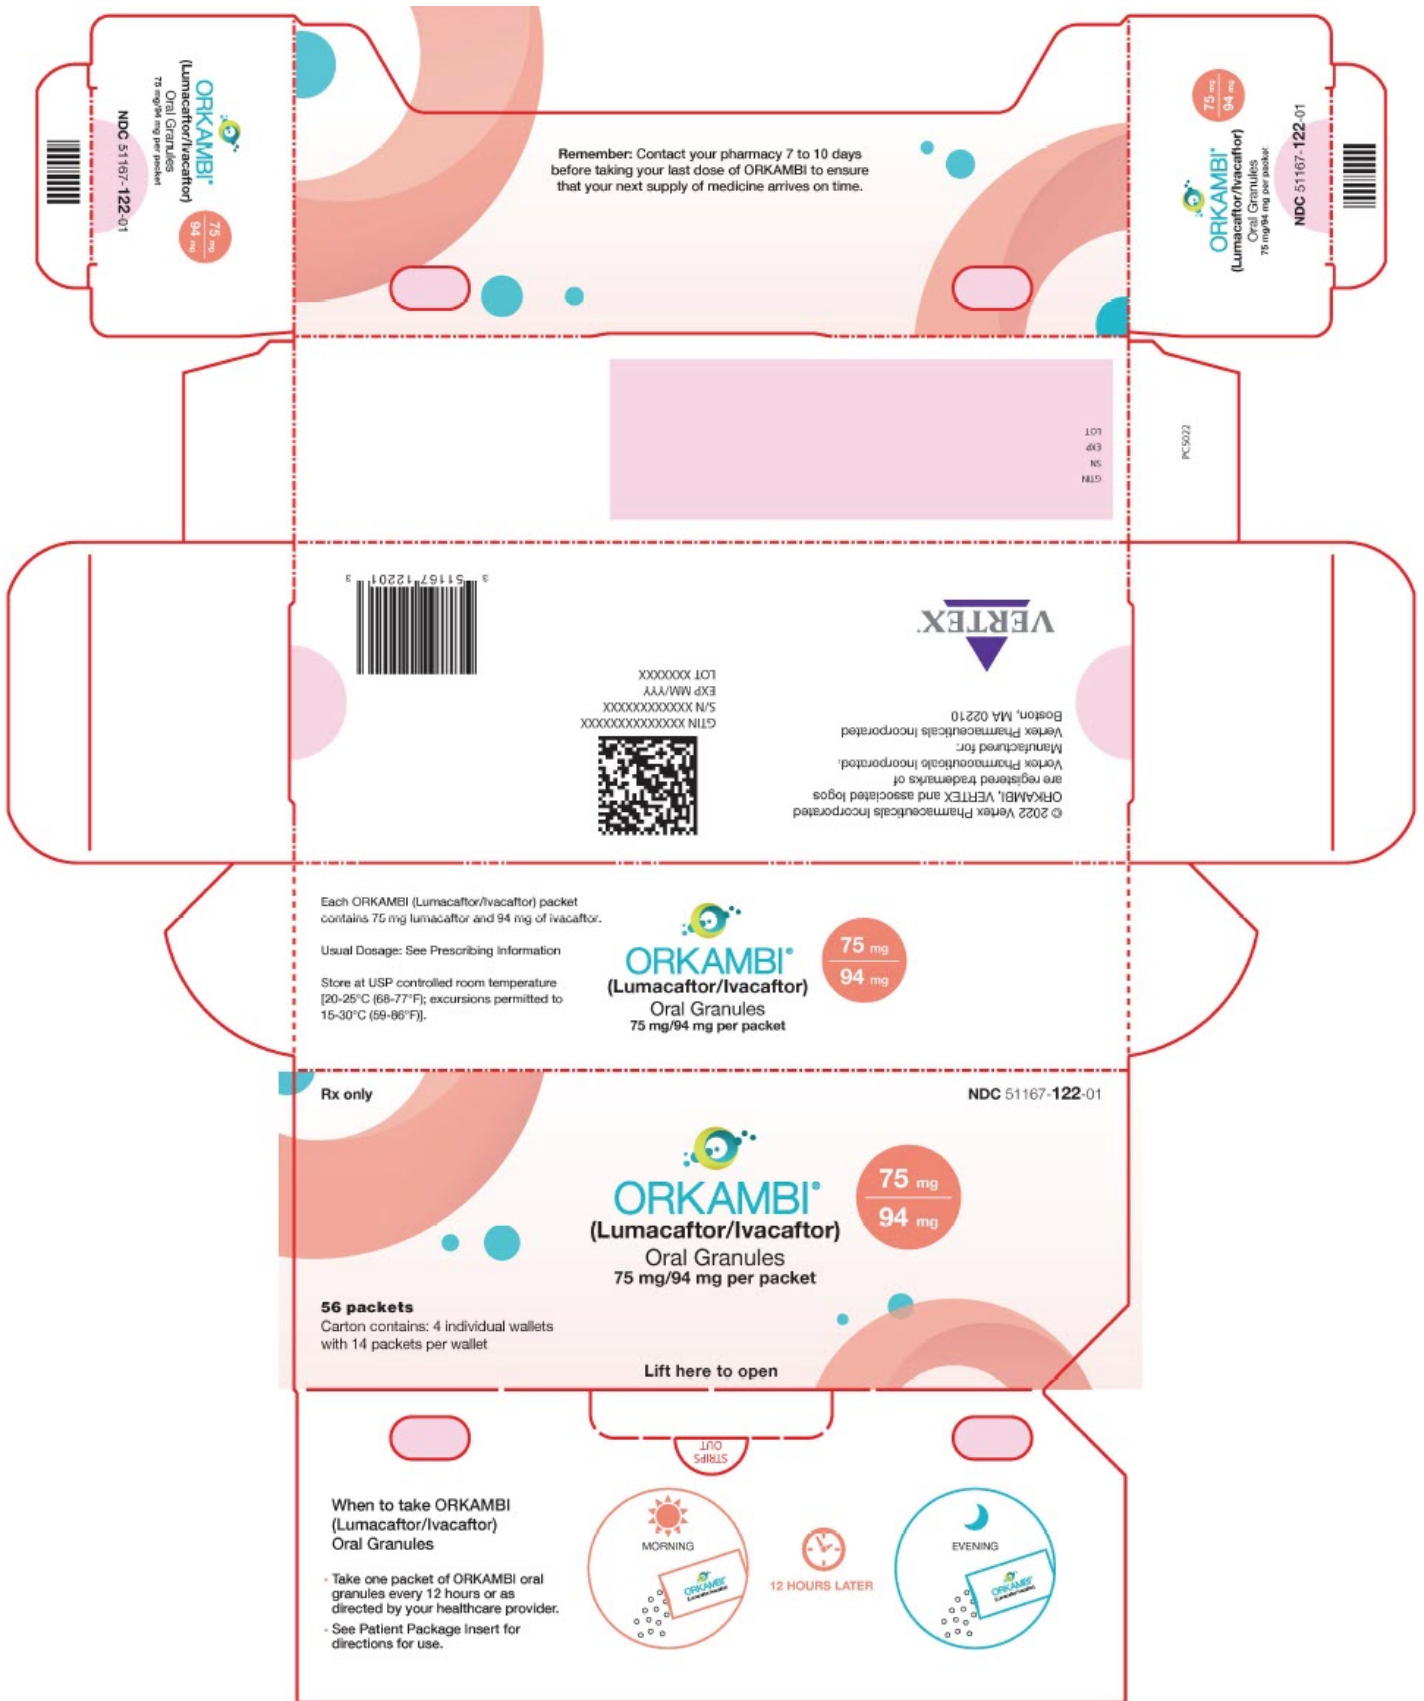 ORKAMBI®
(Lumacaftor/Ivacaftor)
Oral Granules
75 mg/94 mg per packet
75 mg
94 mg
NDC 51167-122-01
Remember: Contact your pharmacy 7 to 10 days
before taking your last dose of ORKAMBI to ensure
that your next supply of medicine arrives on time.
75 mg
94 mg
ORKAMBI®
(Lumacaftor/Ivacaftor)
Oral Granules
75 mg/94 mg per packet
NDC 51167-122-01
GTIN
SN
EXP
LOT
PC5022
© 2022 Vertex Pharmaceuticals Incorporated
ORKAMBI, VERTEX and associated logos
are registered trademarks of
Vertex Pharmaceuticals Incorporated.
Manufactured for:
Vertex Pharmaceuticals Incorporated
Boston, MA 02210
VERTEX
GTIN XXXXXXXXXXXXXX
S/N XXXXXXXXXXXX
EXP MM/YYY
LOT XXXXXXX
3 51167 12201 3
Each ORKAMBI (Lumacaftor/Ivacaftor) packet
contains 75 mg lumacaftor and 94 mg of ivacaftor.
Usual Dosage: See Prescribing Information
Store at USP controlled room temperature
[20-25°C (68-77°F); excursions permitted to
15-30°C (59-86°F)].
ORKAMBI®
(Lumacaftor/Ivacaftor)
Oral Granules
75 mg/94 mg per packet
75 mg
94 mg
Rx only
NDC 51167-122-01
ORKAMBI®
(Lumacaftor/Ivacaftor)
Oral Granules
75 mg/94 mg per packet
75 mg
94 mg
56 packets
Carton contains: 4 individual wallets
with 14 packets per wallet
Lift here to open
STRIPS
OUT
When to take ORKAMBI
(Lumacaftor/Ivacaftor)
Oral Granules
• Take one packet of ORKAMBI oral
granules every 12 hours or as
directed by your healthcare provider.
• See Patient Package Insert for
directions for use.
MORNING
ORKAMBI®
(Lumacaftor/Ivacaftor)
12 HOURS LATER
EVENING
ORKAMBI®
(Lumacaftor/Ivacaftor)